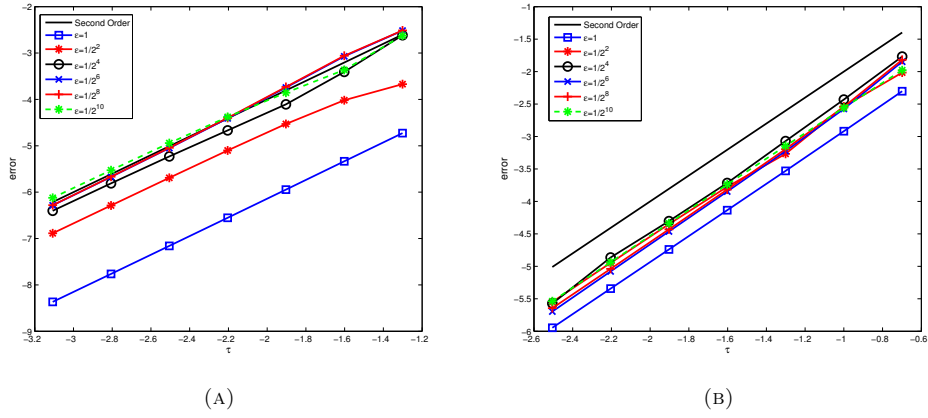 −2
−3
−4
−5
−6
−7
−8
−9
error
−3.2 −3 −2.8 −2.6 −2.4 −2.2 −2 −1.8 −1.6 −1.4 −1.2
τ
Second Order
ε=1
ε=1/2²
ε=1/2⁴
ε=1/2⁶
ε=1/2⁸
ε=1/2¹⁰
(A)
−1
−1.5
−2
−2.5
−3
−3.5
−4
−4.5
−5
−5.5
−6
error
−2.6 −2.4 −2.2 −2 −1.8 −1.6 −1.4 −1.2 −1 −0.8 −0.6
τ
Second Order
ε=1
ε=1/2²
ε=1/2⁴
ε=1/2⁶
ε=1/2⁸
ε=1/2¹⁰
(B)